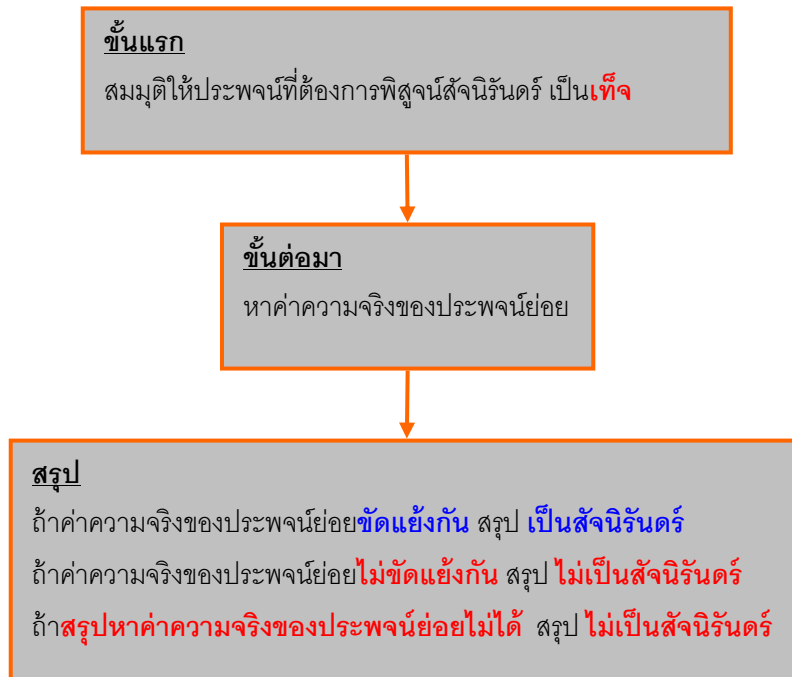 ขั้นแรก
สมมุติให้ประพจน์ที่ต้องการพิสูจน์สัจนิรันดร์ เป็นเท็จ
ขั้นต่อมา
หาค่าความจริงของประพจน์ย่อย
สรุป
ถ้าค่าความจริงของประพจน์ย่อยขัดแย้งกัน สรุป เป็นสัจนิรันดร์
ถ้าค่าความจริงของประพจน์ย่อยไม่ขัดแย้งกัน สรุป ไม่เป็นสัจนิรันดร์
ถ้าสรุปหาค่าความจริงของประพจน์ย่อยไม่ได้ สรุป ไม่เป็นสัจนิรันดร์